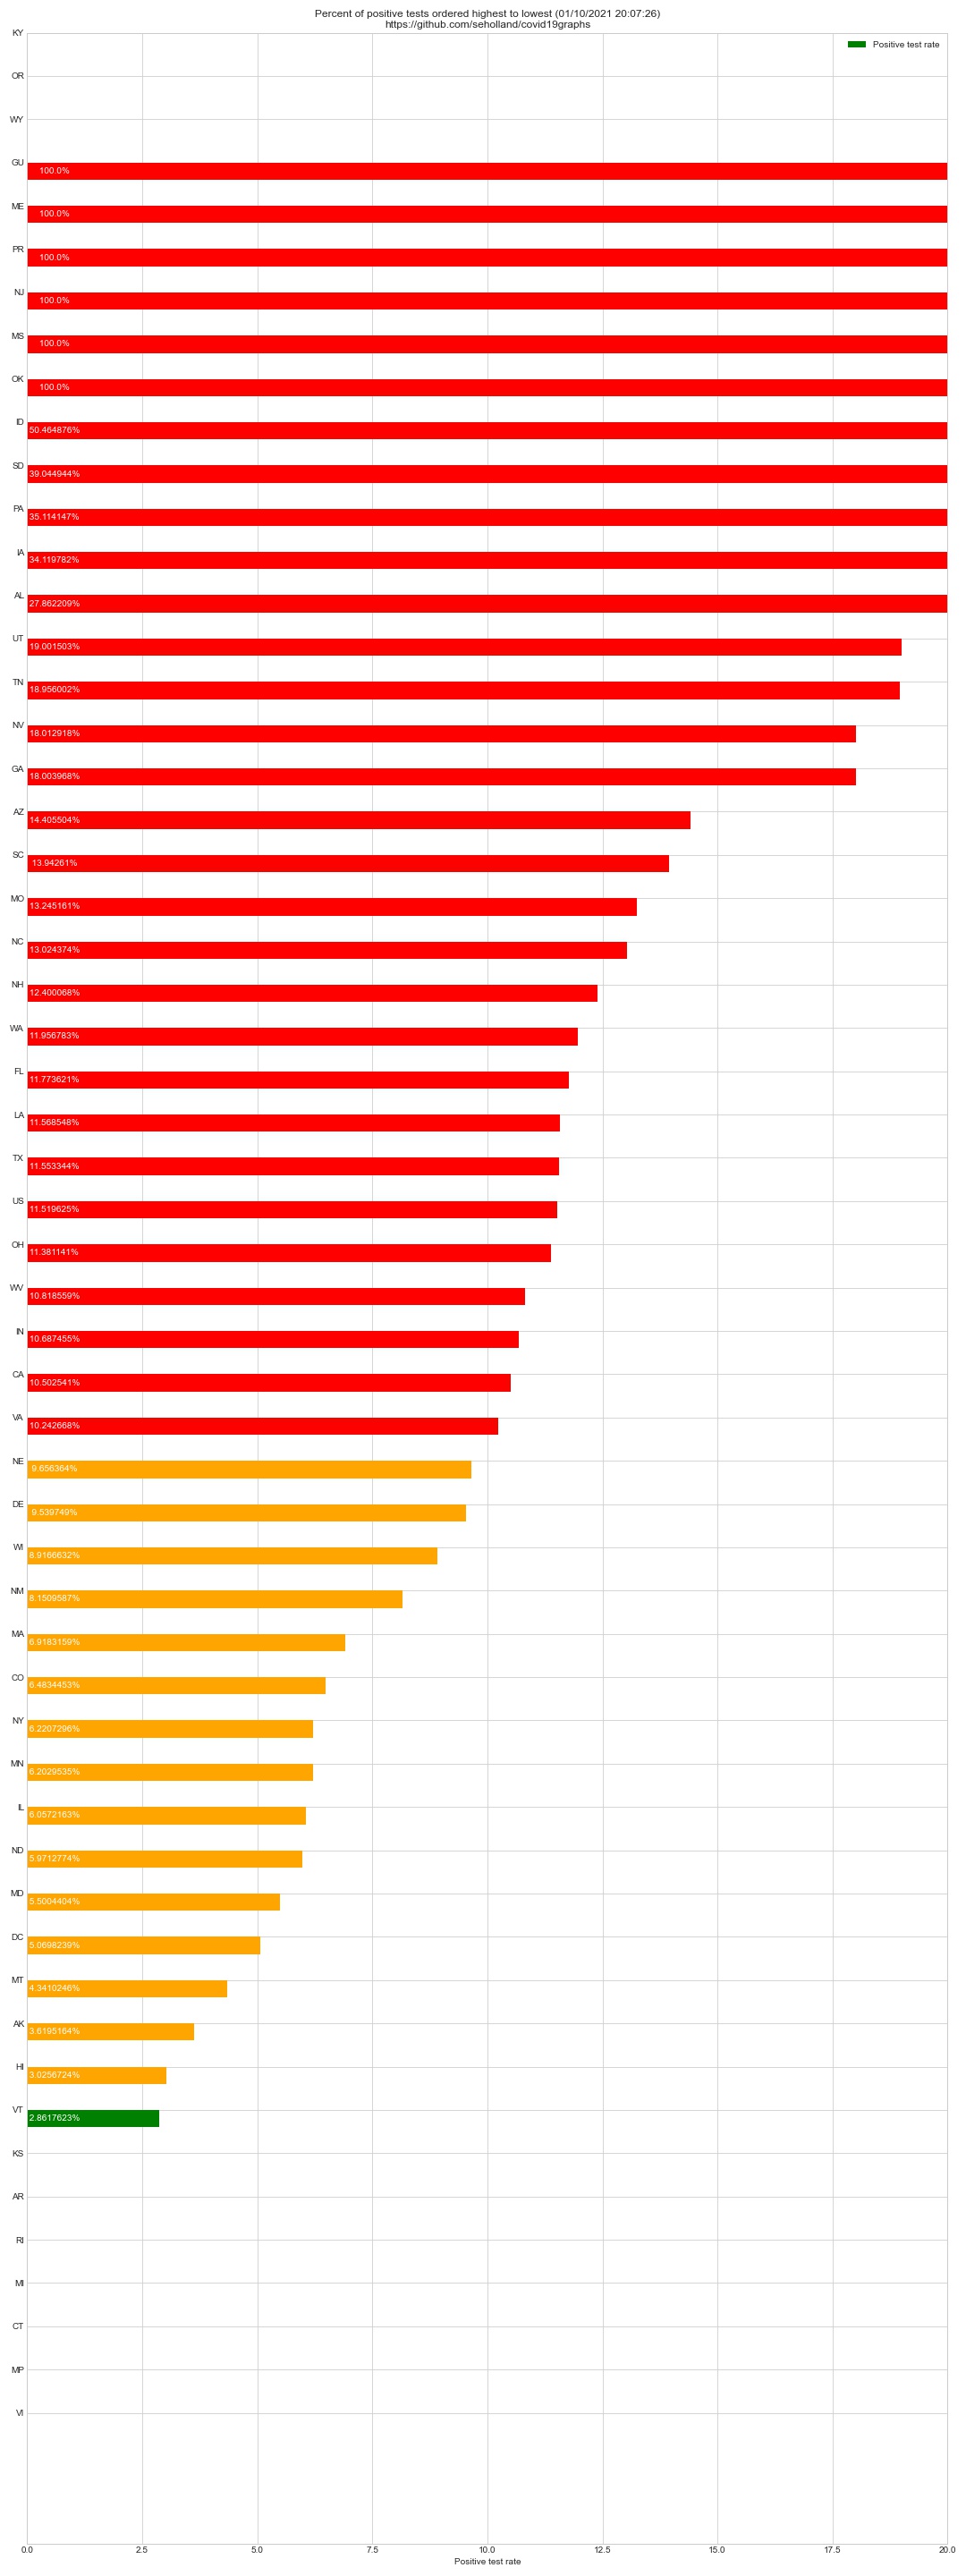 Percent of positive tests ordered highest to lowest (01/10/2021 20:07:26)
https://github.com/seholland/covid19graphs
Positive test rate
KY
OR
WY
GU
100.0%
ME
100.0%
PR
100.0%
NJ
100.0%
MS
100.0%
OK
100.0%
ID
50.464876%
SD
39.044944%
PA
35.114147%
IA
34.119782%
AL
27.862209%
UT
19.001503%
TN
18.956002%
NV
18.012918%
GA
18.003968%
AZ
14.405504%
SC
13.94261%
MO
13.245161%
NC
13.024374%
NH
12.400068%
WA
11.956783%
FL
11.773621%
LA
11.568548%
TX
11.553344%
US
11.519625%
OH
11.381141%
WV
10.818559%
IN
10.687455%
CA
10.502541%
VA
10.242668%
NE
9.656364%
DE
9.539749%
WI
8.9166632%
NM
8.1509587%
MA
6.9183159%
CO
6.4834453%
NY
6.2207296%
MN
6.2029535%
IL
6.0572163%
ND
5.9712774%
MD
5.5004404%
DC
5.0698239%
MT
4.3410246%
AK
3.6195164%
HI
3.0256724%
VT
2.8617623%
KS
AR
RI
MI
CT
MP
VI
0.0 2.5 5.0 7.5 10.0 12.5 15.0 17.5 20.0
Positive test rate